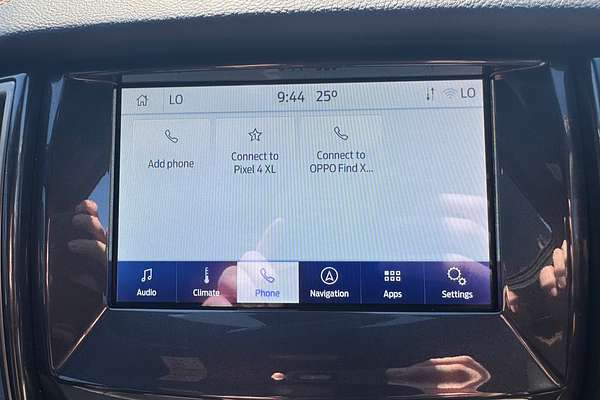 LO 9:44 25° LO
Add phone
Connect to
Pixel 4 XL
Connect to
OPPO Find X...
Audio Climate Phone Navigation Apps Settings